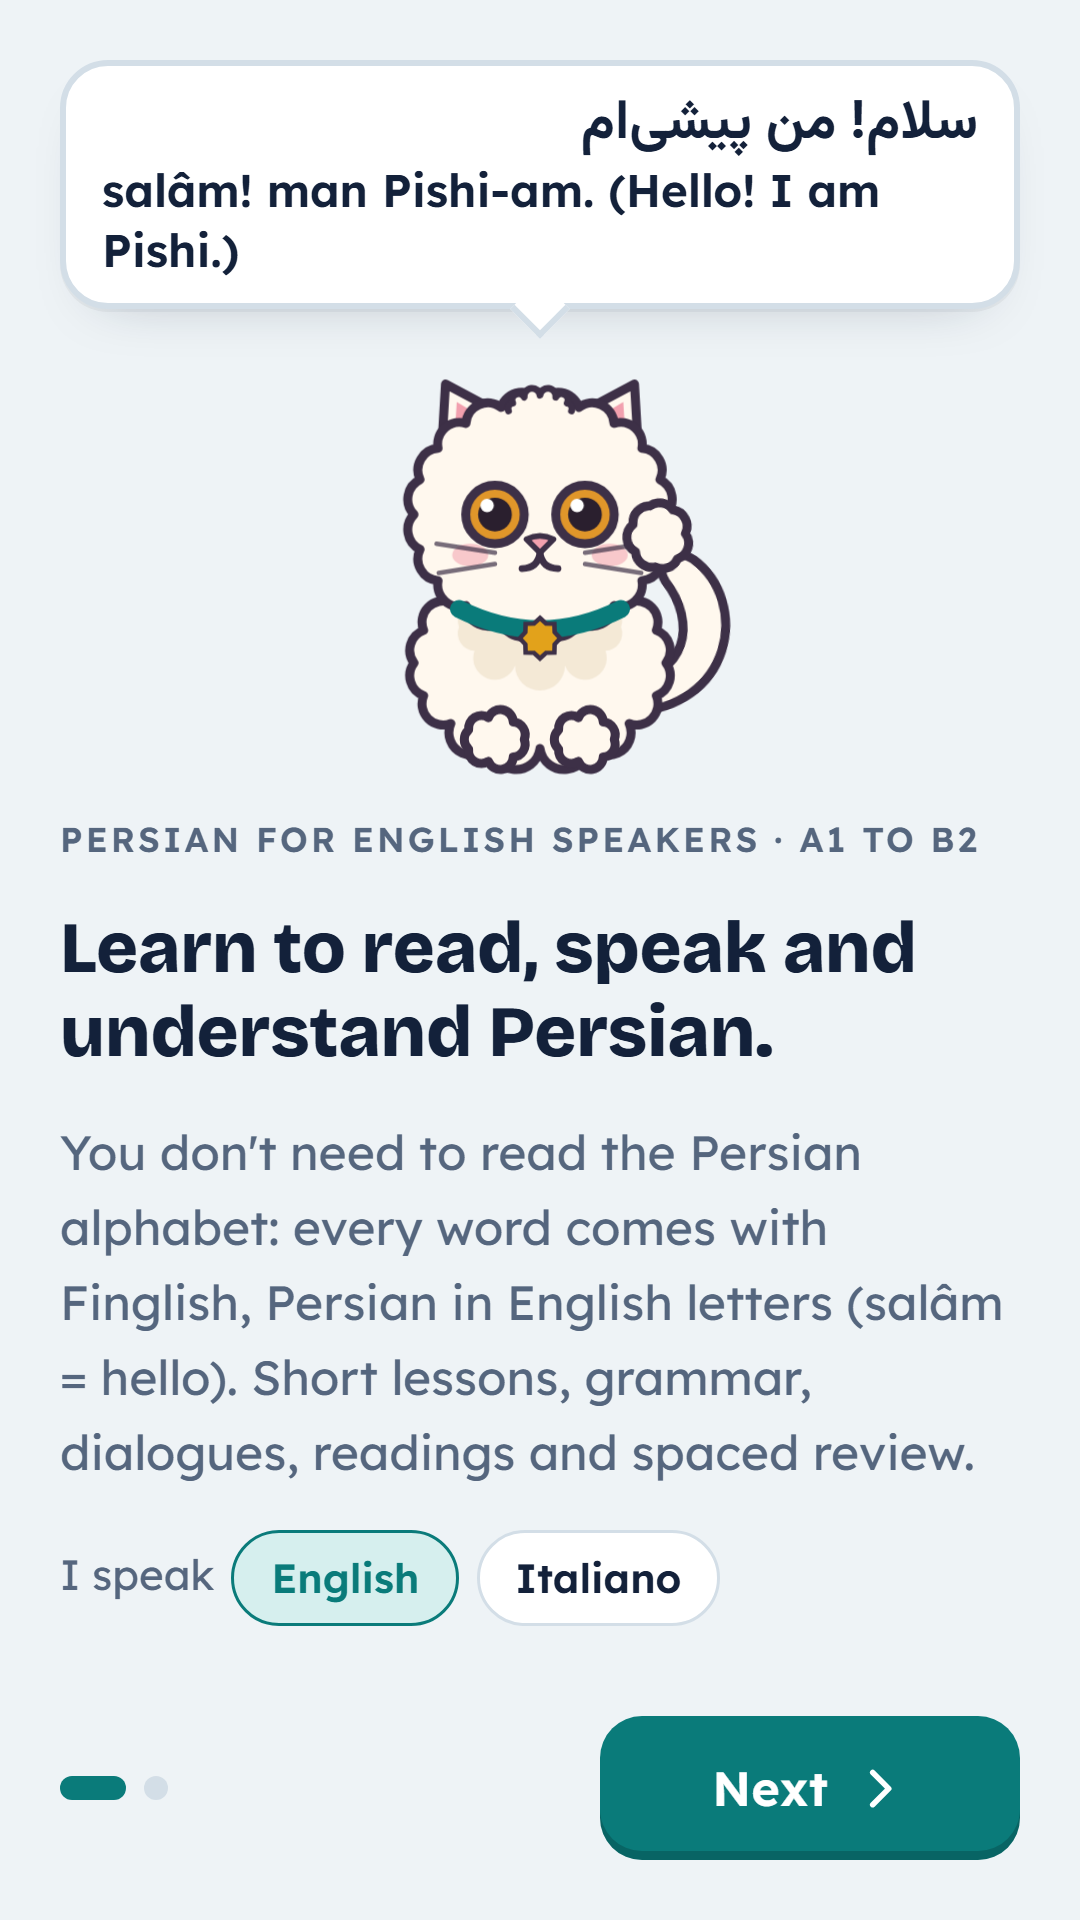 سلام! من پیشی‌ام
salâm! man Pishi-am. (Hello! I am
Pishi.)
PERSIAN FOR ENGLISH SPEAKERS · A1 TO B2
Learn to read, speak and
understand Persian.
You don't need to read the Persian
alphabet: every word comes with
Finglish, Persian in English letters (salâm
= hello). Short lessons, grammar,
dialogues, readings and spaced review.
I speak English Italiano
Next